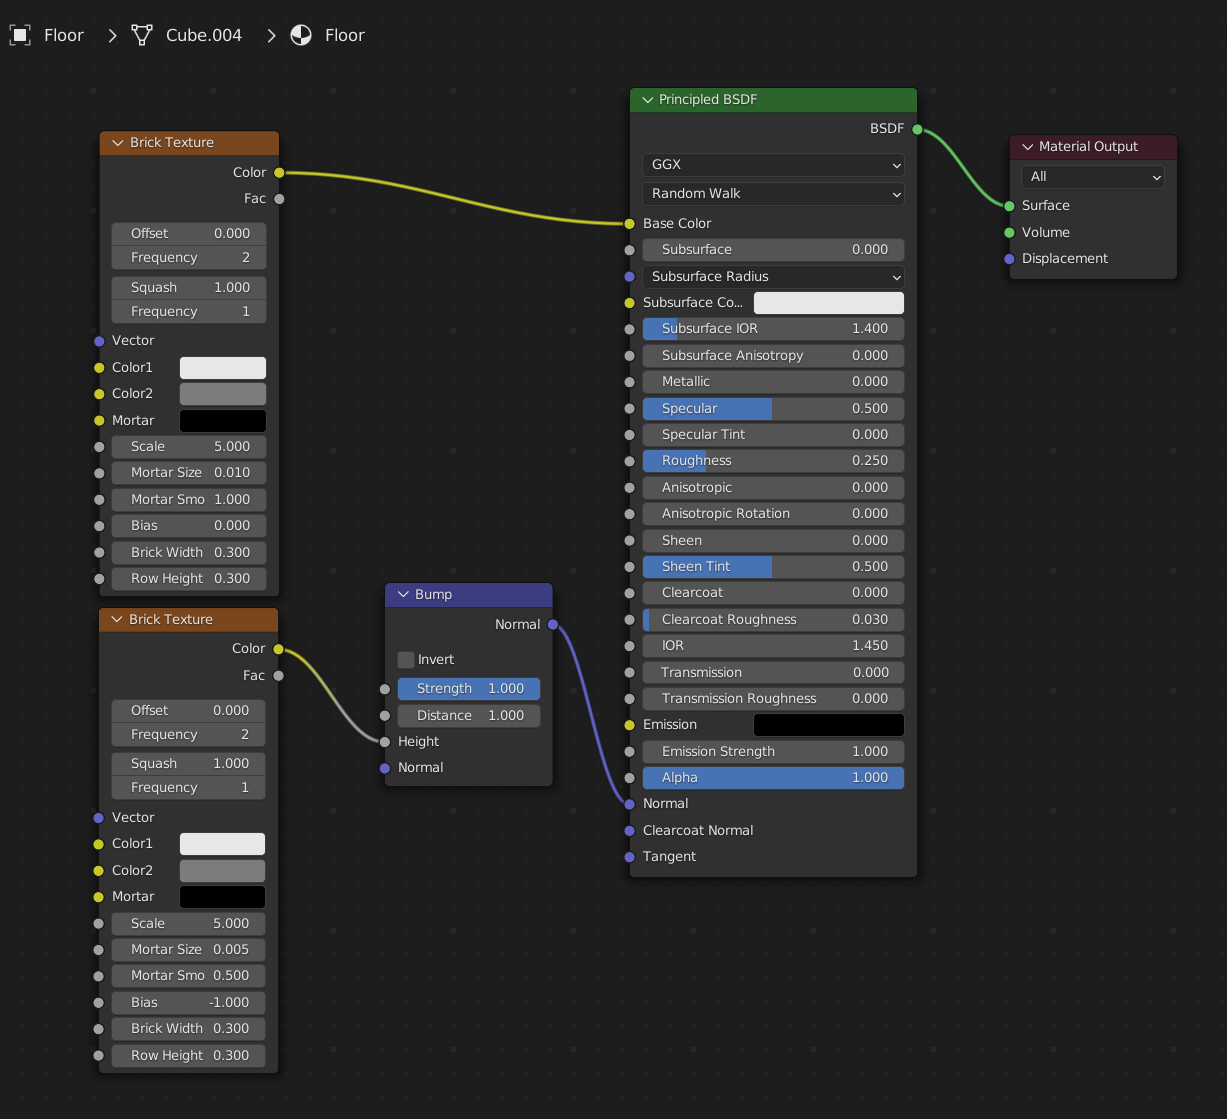 Floor > Cube.004 > Floor
Brick Texture
Color
Fac
Offset 0.000
Frequency 2
Squash 1.000
Frequency 1
Vector
Color1
Color2
Mortar
Scale 5.000
Mortar Size 0.010
Mortar Smo 1.000
Bias 0.000
Brick Width 0.300
Row Height 0.300
Brick Texture
Color
Fac
Offset 0.000
Frequency 2
Squash 1.000
Frequency 1
Vector
Color1
Color2
Mortar
Scale 5.000
Mortar Size 0.005
Mortar Smo 0.500
Bias -1.000
Brick Width 0.300
Row Height 0.300
Bump
Normal
Invert
Strength 1.000
Distance 1.000
Height
Normal
Principled BSDF
BSDF
GGX
Random Walk
Base Color
Subsurface 0.000
Subsurface Radius
Subsurface Co...
Subsurface IOR 1.400
Subsurface Anisotropy 0.000
Metallic 0.000
Specular 0.500
Specular Tint 0.000
Roughness 0.250
Anisotropic 0.000
Anisotropic Rotation 0.000
Sheen 0.000
Sheen Tint 0.500
Clearcoat 0.000
Clearcoat Roughness 0.030
IOR 1.450
Transmission 0.000
Transmission Roughness 0.000
Emission
Emission Strength 1.000
Alpha 1.000
Normal
Clearcoat Normal
Tangent
Material Output
All
Surface
Volume
Displacement